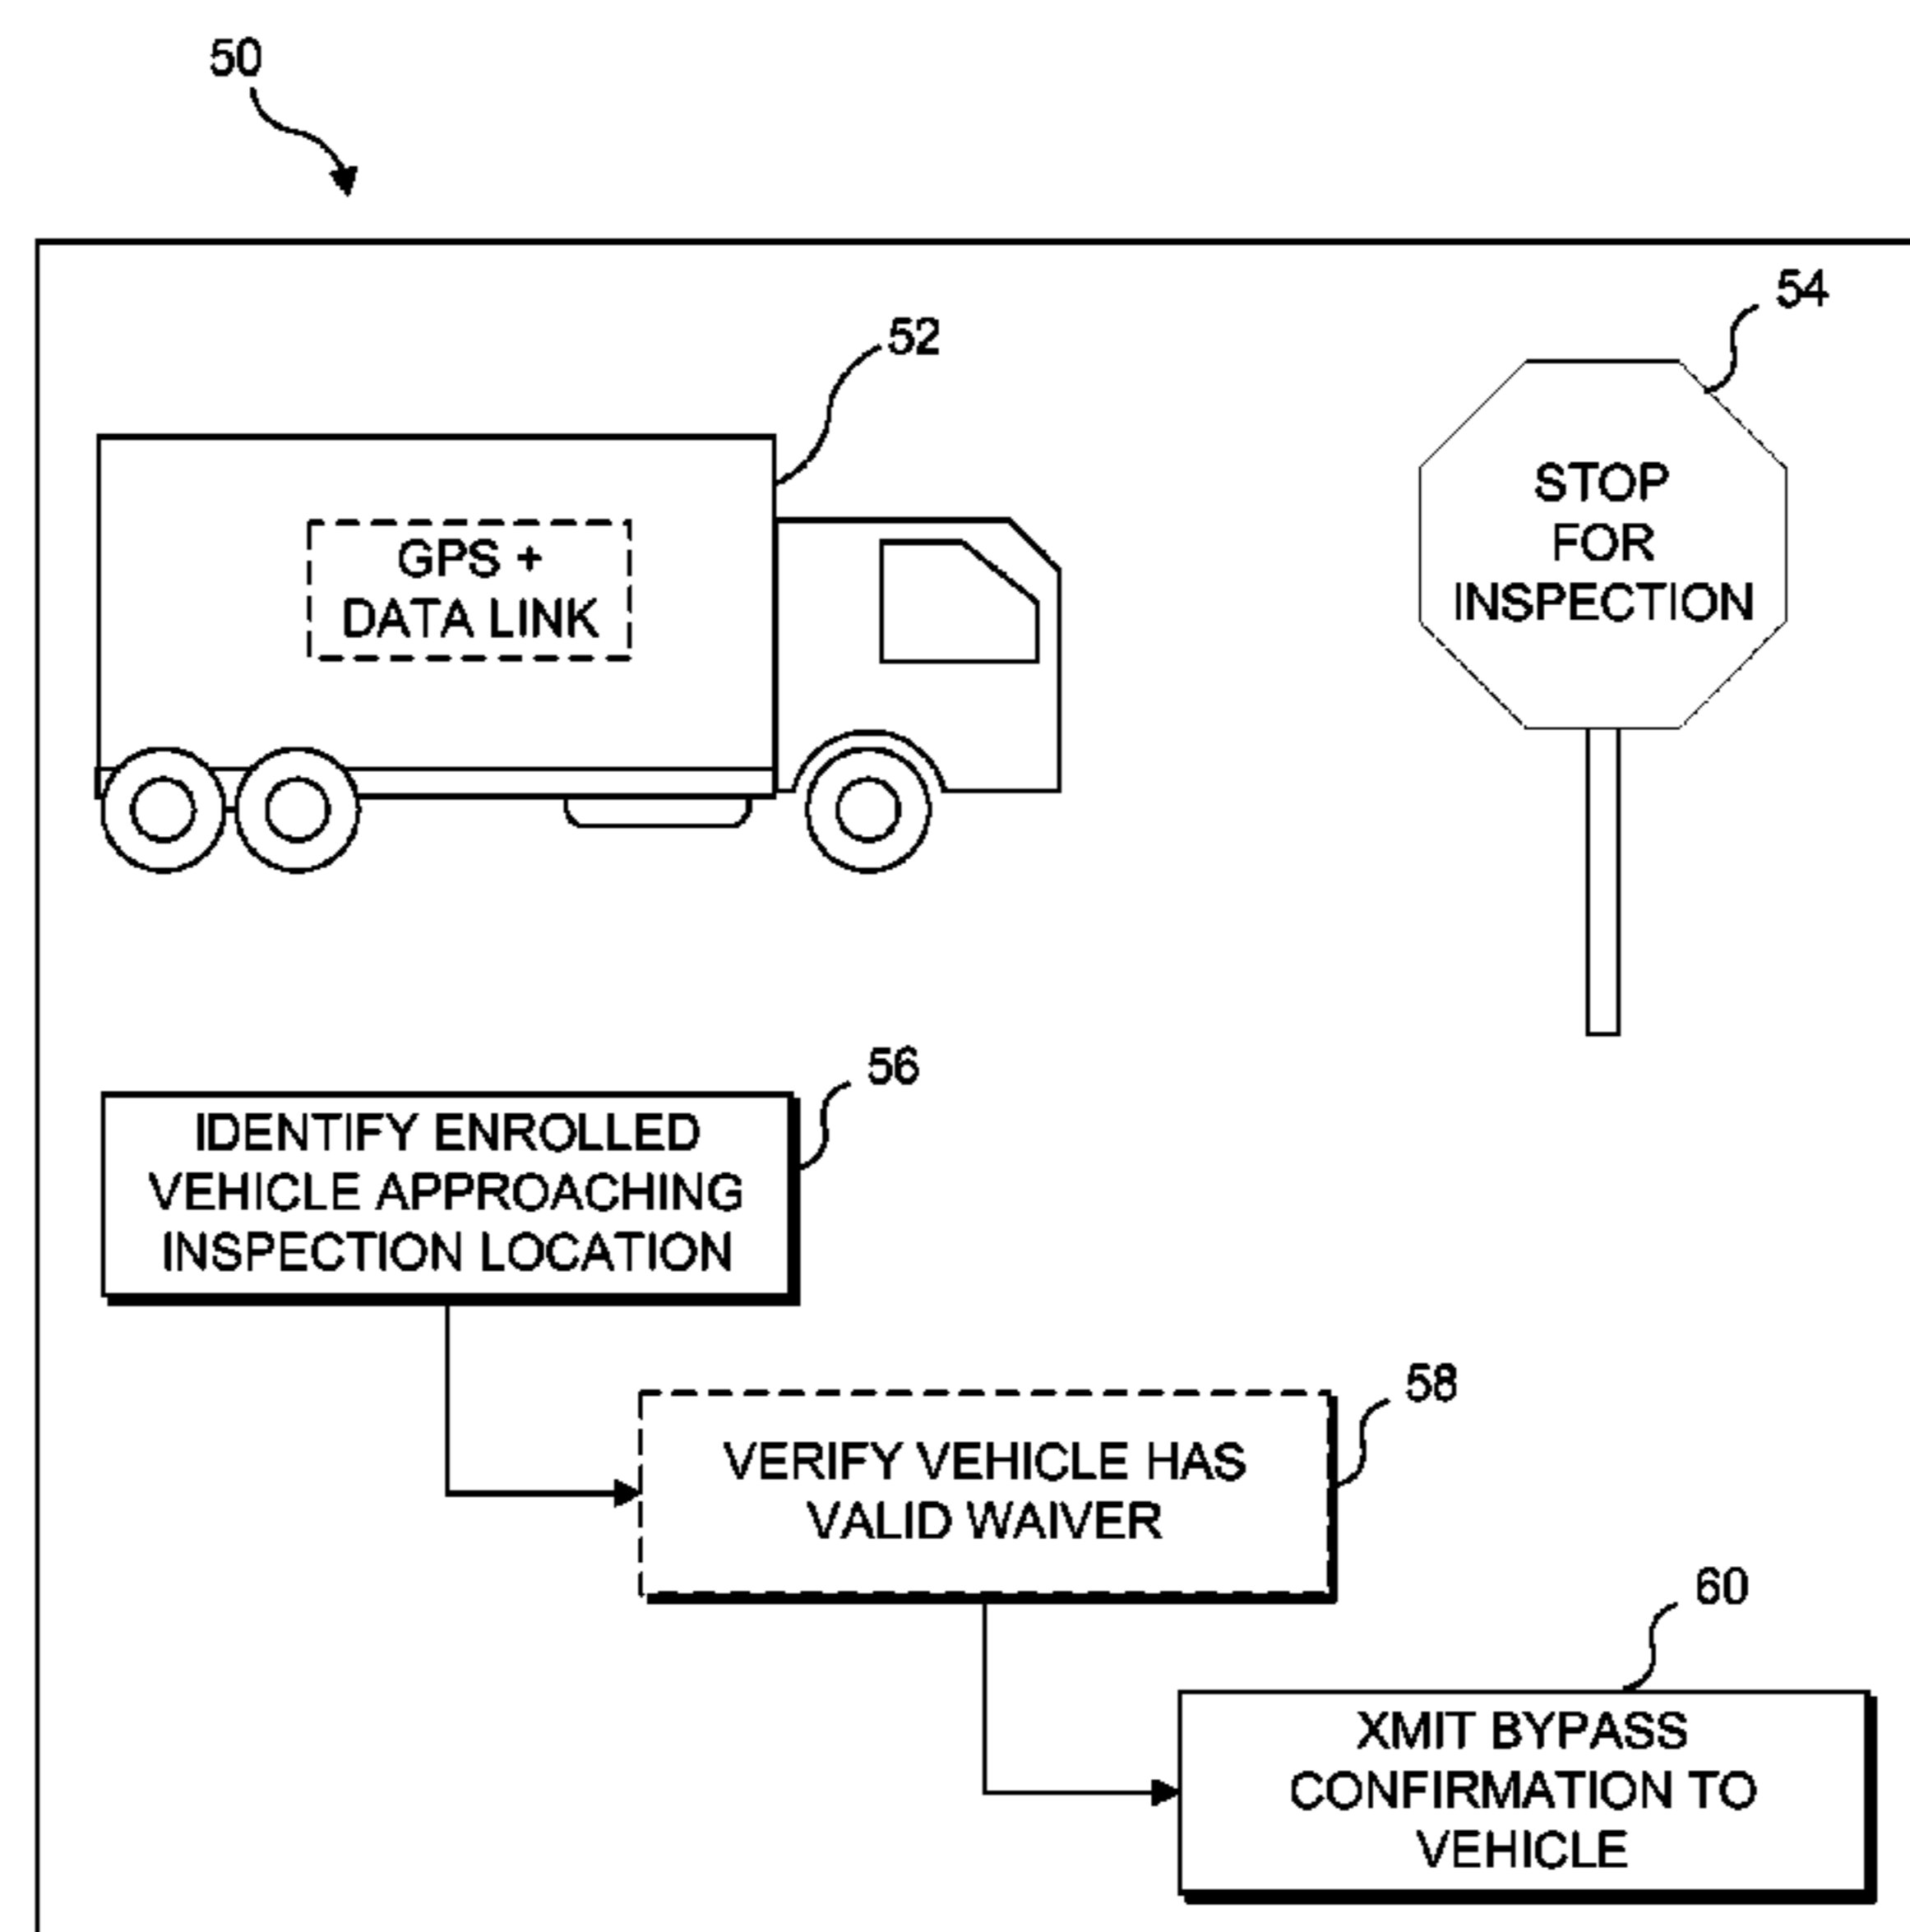 50
54
52
STOP
FOR
INSPECTION
GPS +
DATA LINK
56
IDENTIFY ENROLLED
VEHICLE APPROACHING
INSPECTION LOCATION
58
VERIFY VEHICLE HAS
VALID WAIVER
60
XMIT BYPASS
CONFIRMATION TO
VEHICLE